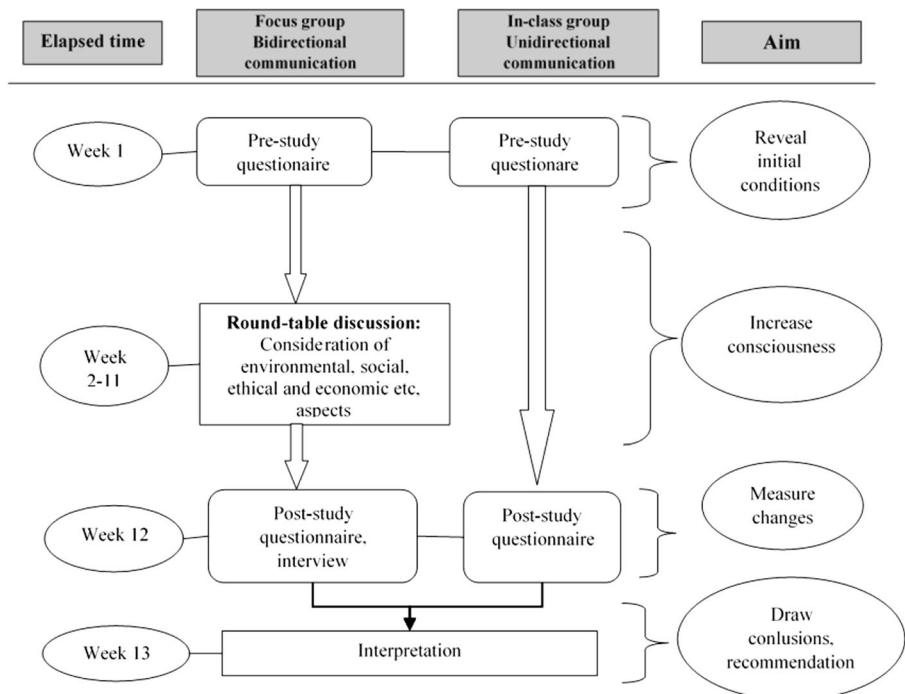 Elapsed time
Focus group
Bidirectional
communication
In-class group
Unidirectional
communication
Aim
Week 1
Pre-study
questionaire
Pre-study
questionare
Reveal
initial
conditions
Week
2-11
Round-table discussion:
Consideration of
environmental, social,
ethical and economic etc,
aspects
Increase
consciousness
Week 12
Post-study
questionnaire,
interview
Post-study
questionnaire
Measure
changes
Week 13
Interpretation
Draw
conlusions,
recommendation